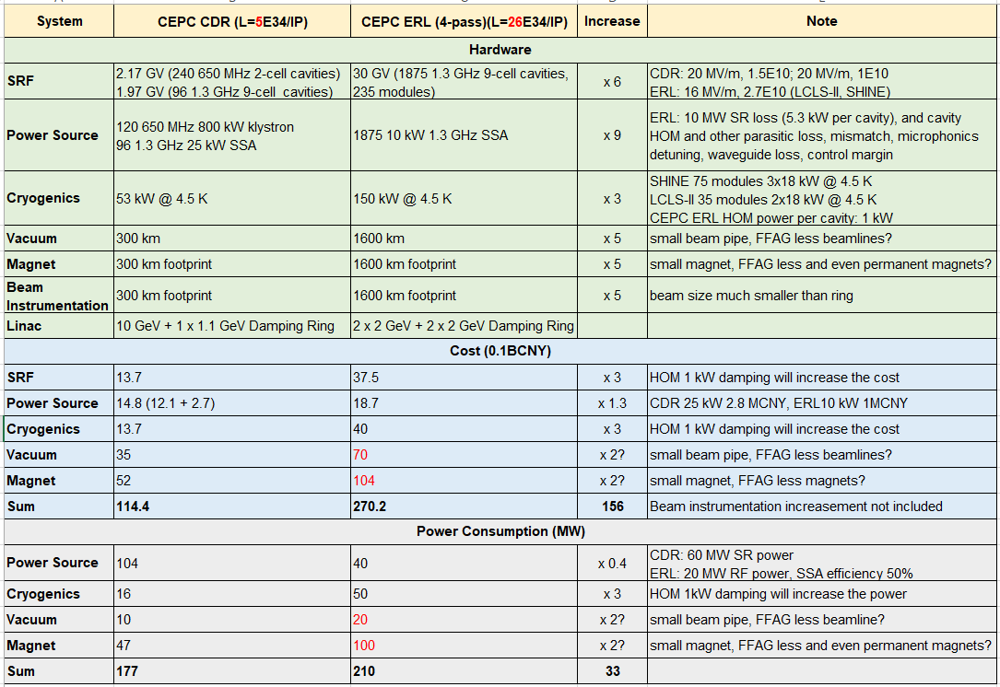 System CEPC CDR (L=5E34/IP) CEPC ERL (4-pass)(L=26E34/IP) Increase Note
Hardware
SRF 2.17 GV (240 650 MHz 2-cell cavities) 30 GV (1875 1.3 GHz 9-cell cavities, x 6 CDR: 20 MV/m, 1.5E10; 20 MV/m, 1E10
1.97 GV (96 1.3 GHz 9-cell cavities) 235 modules) ERL: 16 MV/m, 2.7E10 (LCLS-II, SHINE)
Power Source 120 650 MHz 800 kW klystron 1875 10 kW 1.3 GHz SSA x 9 ERL: 10 MW SR loss (5.3 kW per cavity), and cavity
96 1.3 GHz 25 kW SSA HOM and other parasitic loss, mismatch, microphonics
detuning, waveguide loss, control margin
Cryogenics 53 kW @ 4.5 K 150 kW @ 4.5 K x 3 SHINE 75 modules 3x18 kW @ 4.5 K
LCLS-II 35 modules 2x18 kW @ 4.5 K
CEPC ERL HOM power per cavity: 1 kW
Vacuum 300 km 1600 km x 5 small beam pipe, FFAG less beamlines?
Magnet 300 km footprint 1600 km footprint x 5 small magnet, FFAG less and even permanent magnets?
Beam
Instrumentation 300 km footprint 1600 km footprint x 5 beam size much smaller than ring
Linac 10 GeV + 1 x 1.1 GeV Damping Ring 2 x 2 GeV + 2 x 2 GeV Damping Ring
Cost (0.1BCNY)
SRF 13.7 37.5 x 3 HOM 1 kW damping will increase the cost
Power Source 14.8 (12.1 + 2.7) 18.7 x 1.3 CDR 25 kW 2.8 MCNY, ERL10 kW 1MCNY
Cryogenics 13.7 40 x 3 HOM 1 kW damping will increase the cost
Vacuum 35 70 x 2? small beam pipe, FFAG less beamlines?
Magnet 52 104 x 2? small magnet, FFAG less magnets?
Sum 114.4 270.2 156 Beam instrumentation increasement not included
Power Consumption (MW)
Power Source 104 40 x 0.4 CDR: 60 MW SR power
ERL: 20 MW RF power, SSA efficiency 50%
Cryogenics 16 50 x 3 HOM 1kW damping will increase the power
Vacuum 10 20 x 2? small beam pipe, FFAG less beamline?
Magnet 47 100 x 2? small magnet, FFAG less and even permanent magnets?
Sum 177 210 33